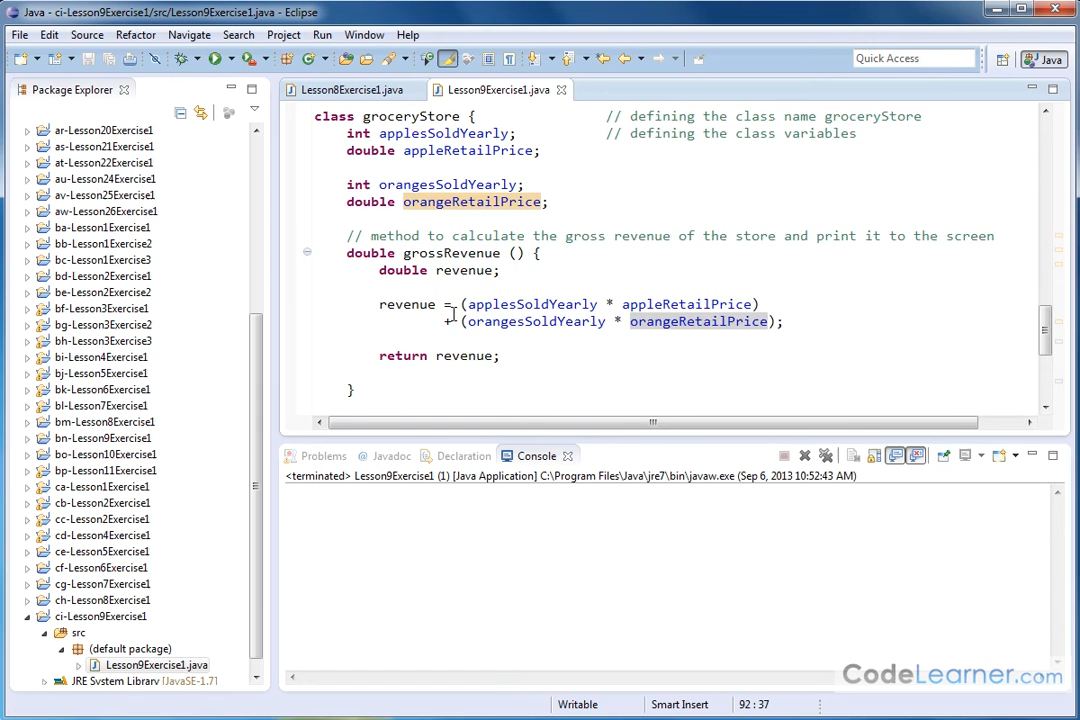 Java - ci-Lesson9Exercise1/src/Lesson9Exercise1.java - Eclipse
File Edit Source Refactor Navigate Search Project Run Window Help
Quick Access
Java
Package Explorer
ar-Lesson20Exercise1
as-Lesson21Exercise1
at-Lesson22Exercise1
au-Lesson24Exercise1
av-Lesson25Exercise1
aw-Lesson26Exercise1
ba-Lesson1Exercise1
bb-Lesson1Exercise2
bc-Lesson1Exercise3
bd-Lesson2Exercise1
be-Lesson2Exercise2
bf-Lesson3Exercise1
bg-Lesson3Exercise2
bh-Lesson3Exercise3
bi-Lesson4Exercise1
bj-Lesson5Exercise1
bk-Lesson6Exercise1
bl-Lesson7Exercise1
bm-Lesson8Exercise1
bn-Lesson9Exercise1
bo-Lesson10Exercise1
bp-Lesson11Exercise1
ca-Lesson1Exercise1
cb-Lesson2Exercise1
cc-Lesson2Exercise1
cd-Lesson4Exercise1
ce-Lesson5Exercise1
cf-Lesson6Exercise1
cg-Lesson7Exercise1
ch-Lesson8Exercise1
ci-Lesson9Exercise1
src
(default package)
Lesson9Exercise1.java
JRE System Library [JavaSE-1.7]
Lesson8Exercise1.java Lesson9Exercise1.java
class groceryStore { // defining the class name groceryStore
int applesSoldYearly; // defining the class variables
double appleRetailPrice;
int orangesSoldYearly;
double orangeRetailPrice;
// method to calculate the gross revenue of the store and print it to the screen
double grossRevenue () {
double revenue;
revenue = (applesSoldYearly * appleRetailPrice)
+ (orangesSoldYearly * orangeRetailPrice);
return revenue;
}
Problems Javadoc Declaration Console
<terminated> Lesson9Exercise1 (1) [Java Application] C:\Program Files\Java\jre7\bin\javaw.exe (Sep 6, 2013 10:52:43 AM)
CodeLearner.com
Writable Smart Insert 92 : 37